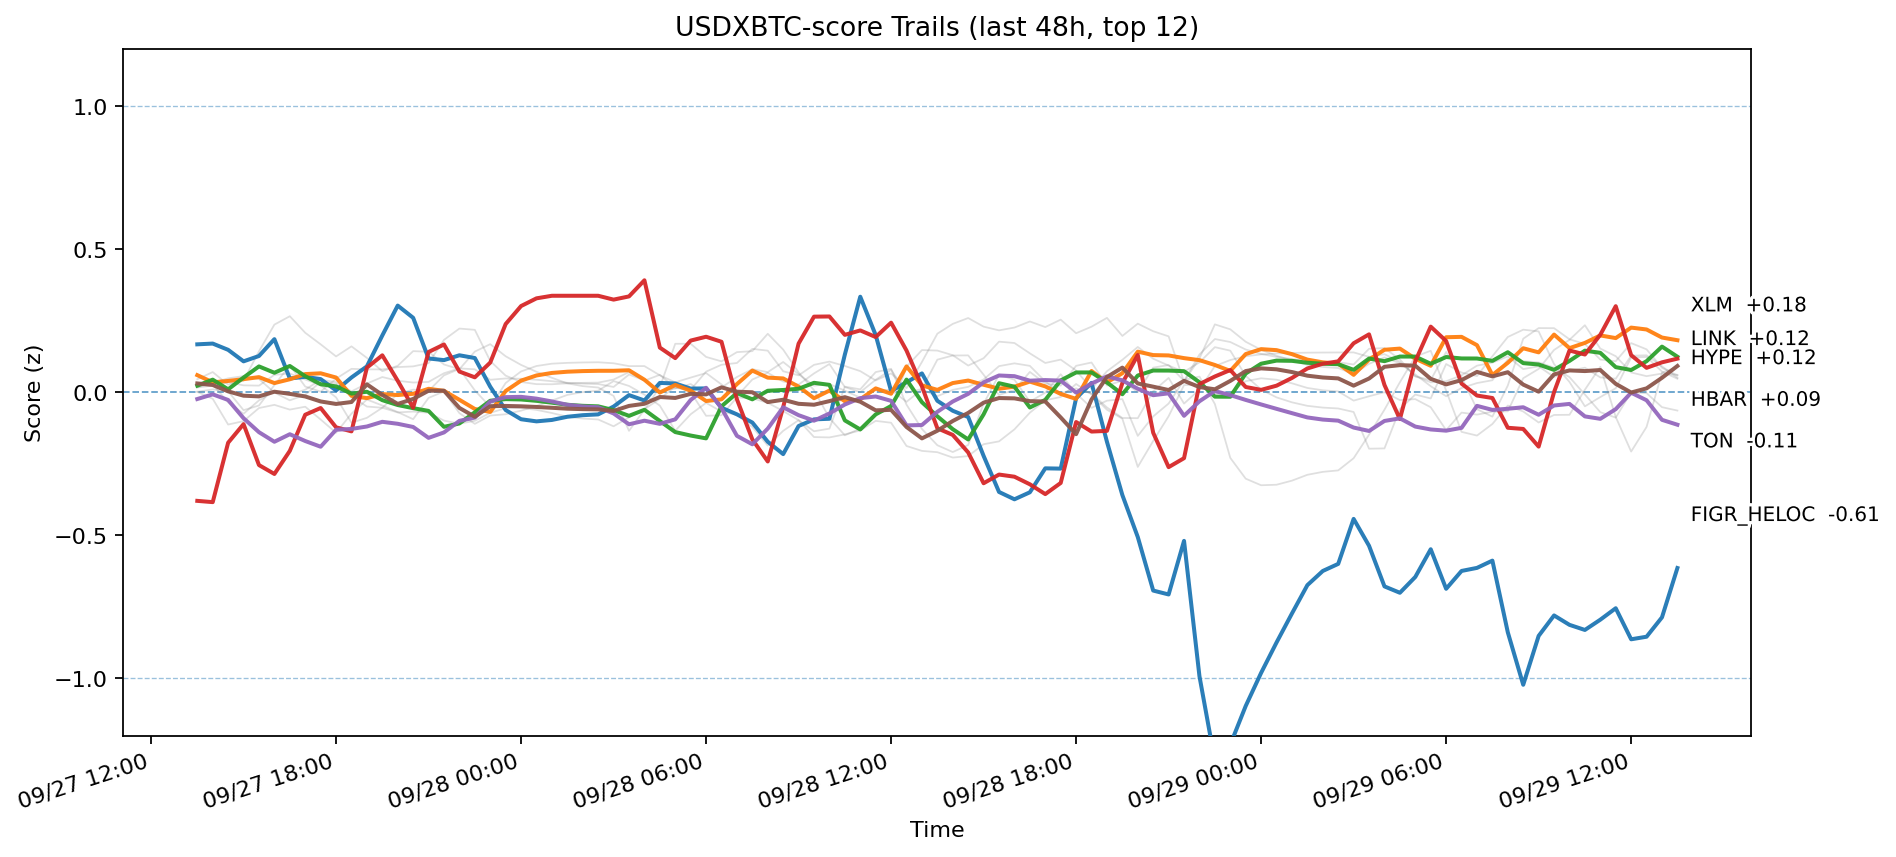 USDXBTC-score Trails (last 48h, top 12)
Score (z)
1.0
0.5
0.0
−0.5
−1.0
XLM +0.18
LINK +0.12
HYPE +0.12
HBAR +0.09
TON -0.11
FIGR_HELOC -0.61
09/27 12:00
09/27 18:00
09/28 00:00
09/28 06:00
09/28 12:00
09/28 18:00
09/29 00:00
09/29 06:00
09/29 12:00
Time